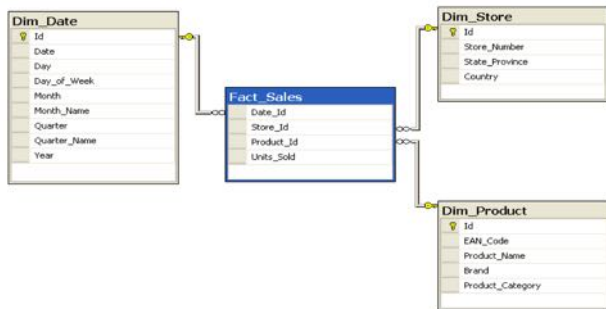 Dim_Date
Id
Date
Day
Day_of_Week
Month
Month_Name
Quarter
Quarter_Name
Year
Fact_Sales
Date_Id
Store_Id
Product_Id
Units_Sold
Dim_Store
Id
Store_Number
State_Province
Country
Dim_Product
Id
EAN_Code
Product_Name
Brand
Product_Category